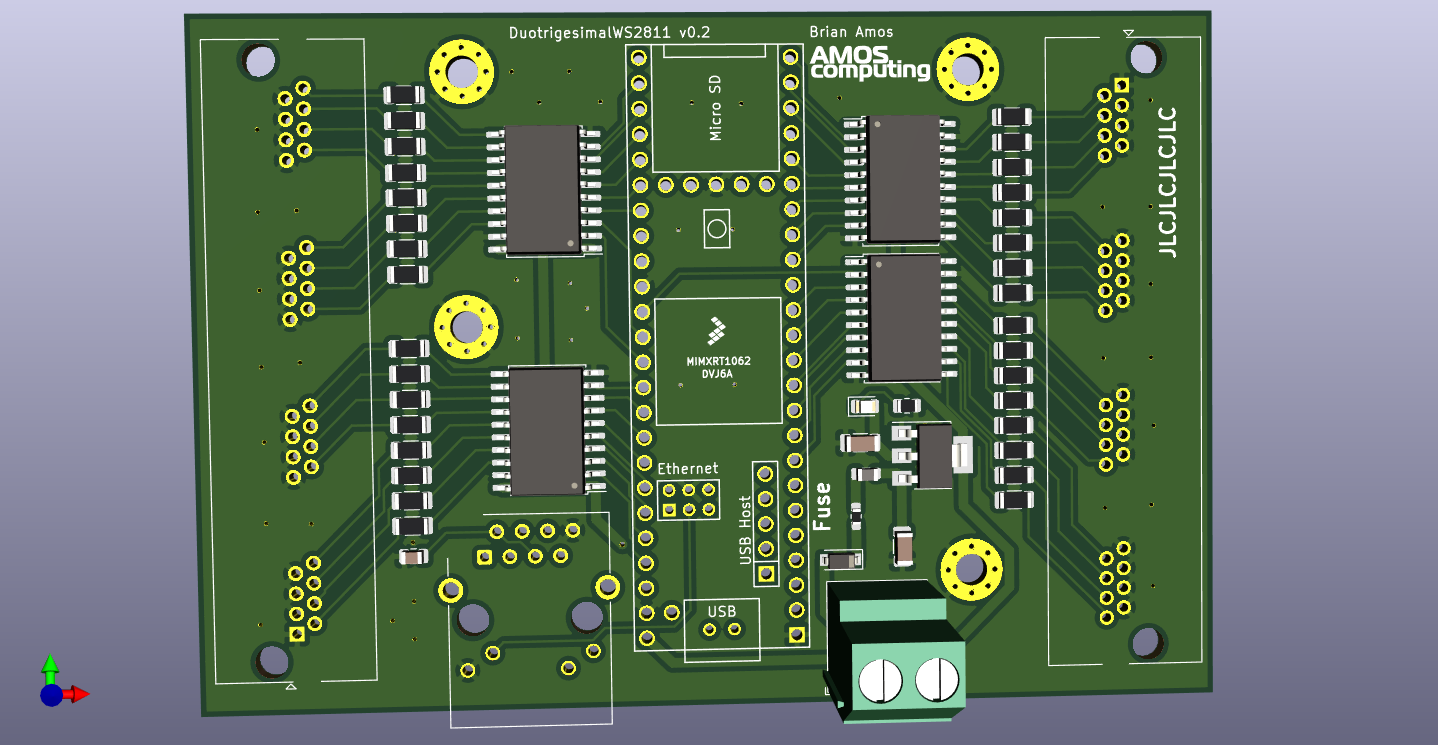 DuotrigesimalWS2811 v0.2
Brian Amos
AMOS
computing
Micro SD
JLCJLCJLCJLC
MIMXRT1062
DVJ6A
Ethernet
USB Host
Fuse
USB